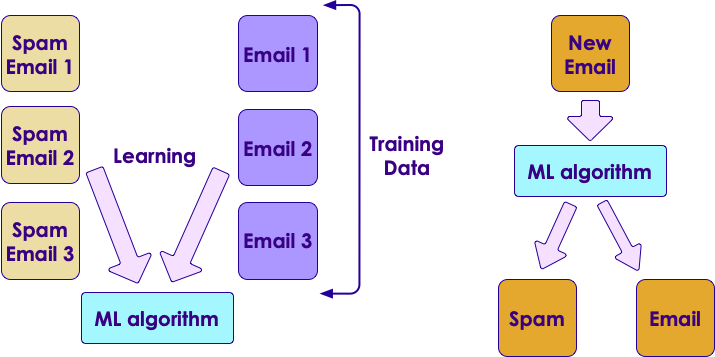 Spam
Email 1
Spam
Email 2
Spam
Email 3
Learning
Email 1
Email 2
Email 3
Training
Data
ML algorithm
New
Email
ML algorithm
Spam
Email